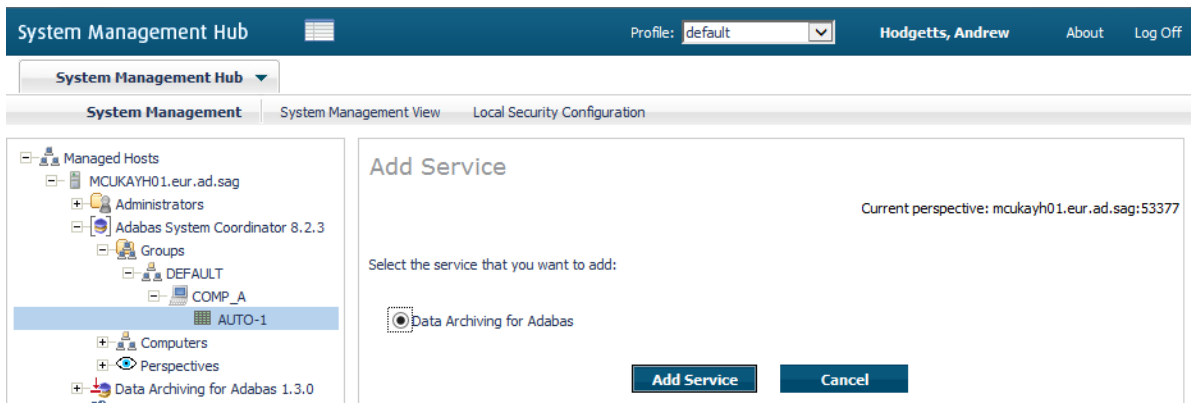 System Management Hub
Profile: default
Hodgetts, Andrew
About
Log Off
System Management Hub
System Management
System Management View
Local Security Configuration
Managed Hosts
MCUKAYH01.eur.ad.sag
Administrators
Adabas System Coordinator 8.2.3
Groups
DEFAULT
COMP_A
AUTO-1
Computers
Perspectives
Data Archiving for Adabas 1.3.0
Add Service
Current perspective: mcukayh01.eur.ad.sag:53377
Select the service that you want to add:
Data Archiving for Adabas
Add Service
Cancel